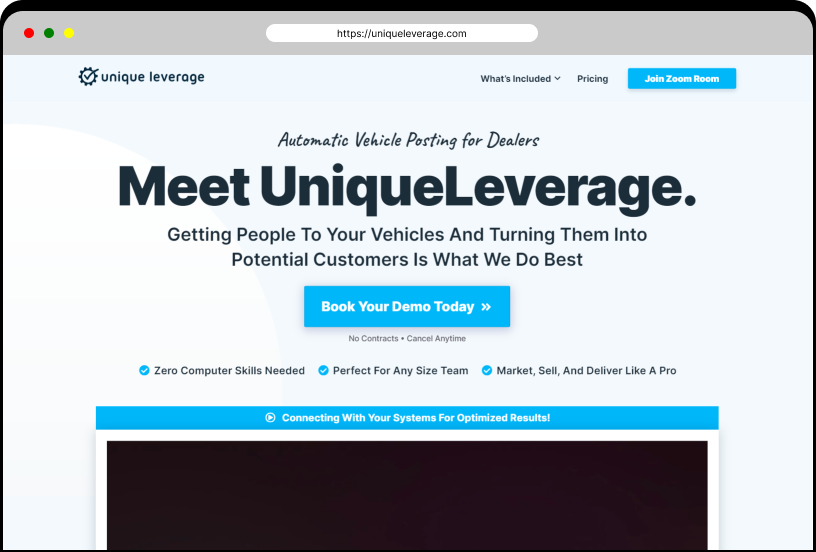 https://uniqueleverage.com
unique leverage
What's Included
Pricing
Join Zoom Room
Automatic Vehicle Posting for Dealers
Meet UniqueLeverage.
Getting People To Your Vehicles And Turning Them Into
Potential Customers Is What We Do Best
Book Your Demo Today »
No Contracts • Cancel Anytime
Zero Computer Skills Needed
Perfect For Any Size Team
Market, Sell, And Deliver Like A Pro
Connecting With Your Systems For Optimized Results!